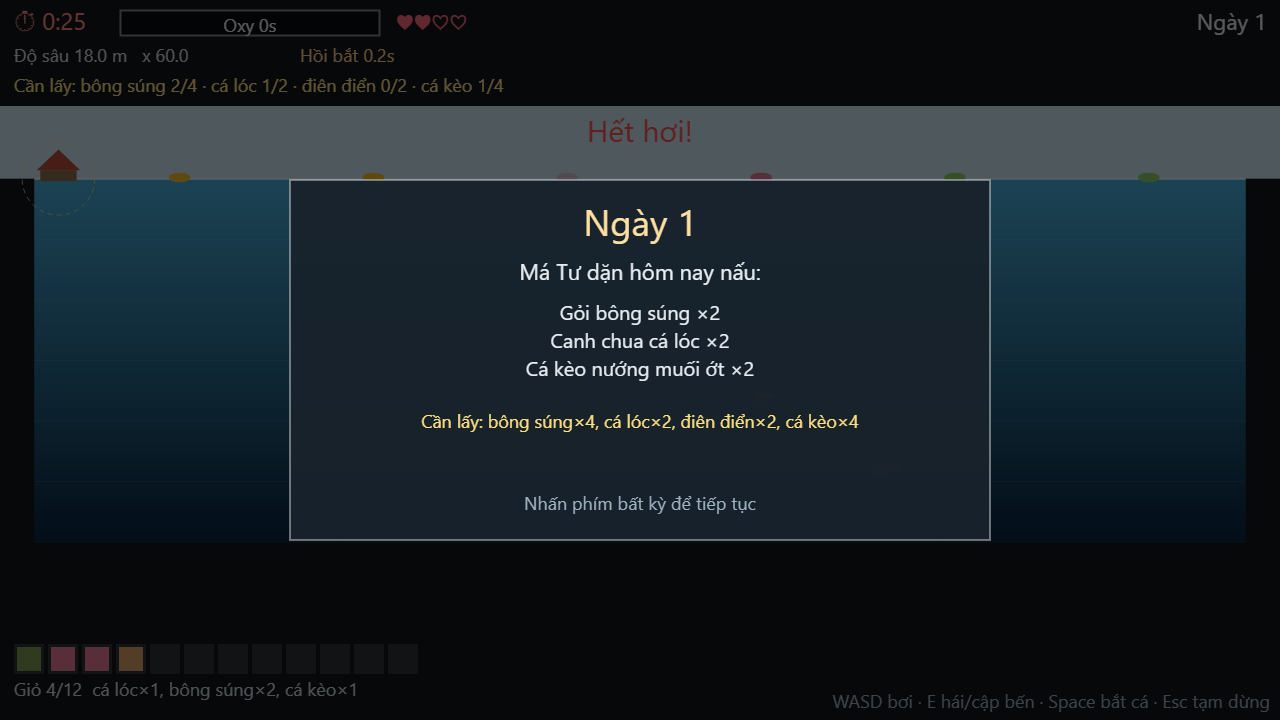 ⏱ 0:25 Oxy 0s ♥♥♡♡ Ngày 1
Độ sâu 18.0 m x 60.0 Hồi bắt 0.2s
Cần lấy: bông súng 2/4 · cá lóc 1/2 · điên điển 0/2 · cá kèo 1/4
Hết hơi!
Ngày 1
Má Tư dặn hôm nay nấu:
Gỏi bông súng ×2
Canh chua cá lóc ×2
Cá kèo nướng muối ớt ×2
Cần lấy: bông súng×4, cá lóc×2, điên điển×2, cá kèo×4
Nhấn phím bất kỳ để tiếp tục
Giỏ 4/12 cá lóc×1, bông súng×2, cá kèo×1
WASD bơi · E hái/cập bến · Space bắt cá · Esc tạm dừng